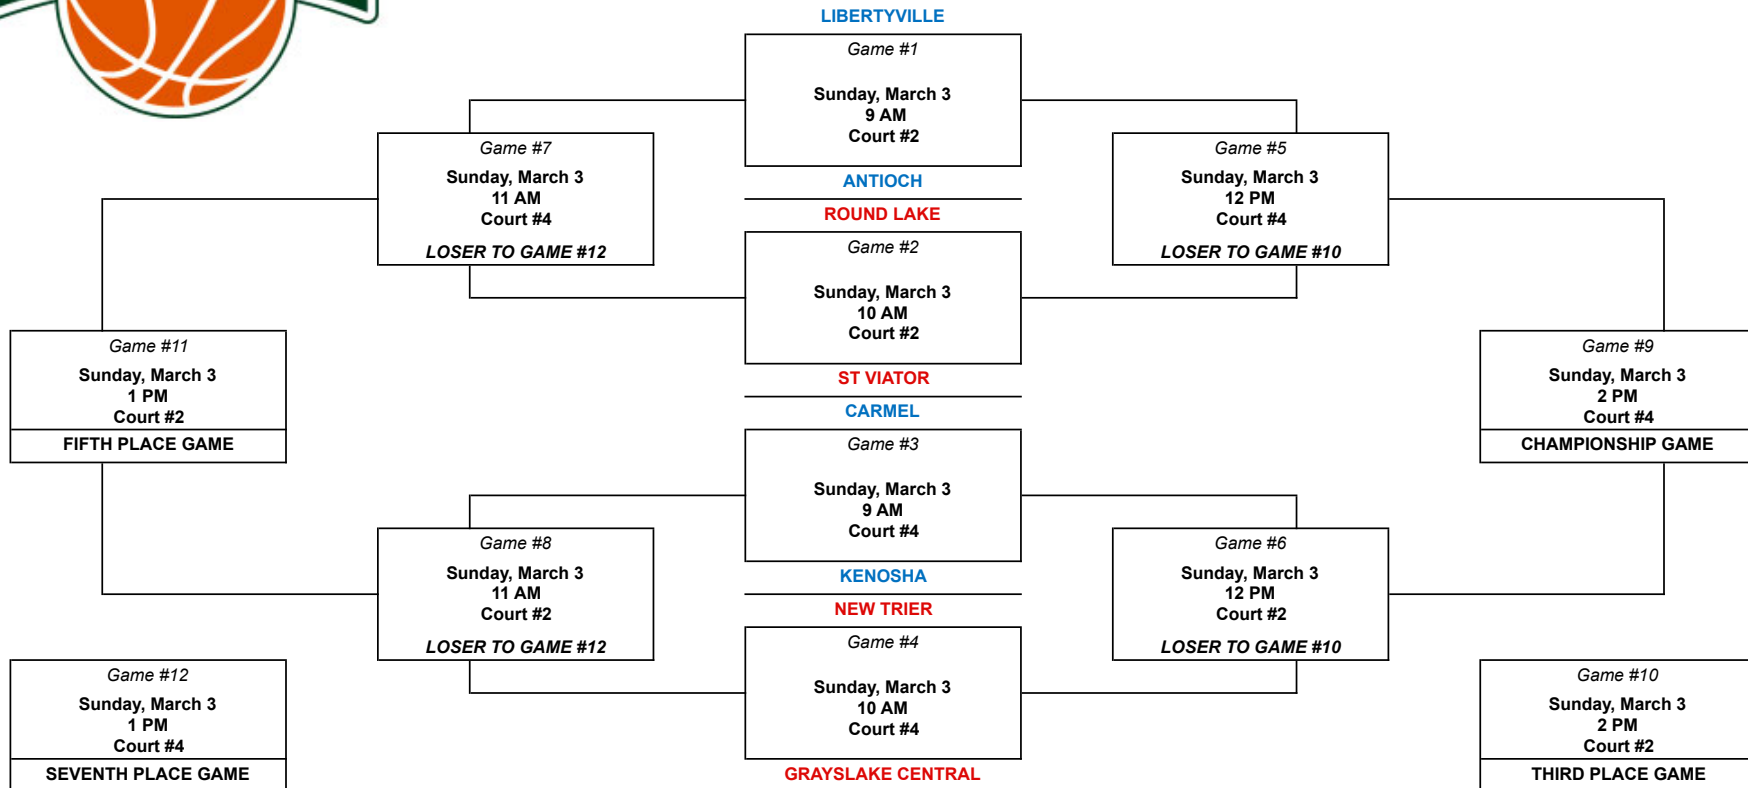 LIBERTYVILLE
Game #1
Sunday, March 3
9 AM
Court #2
ANTIOCH
Game #7
Sunday, March 3
11 AM
Court #4
LOSER TO GAME #12
Game #5
Sunday, March 3
12 PM
Court #4
LOSER TO GAME #10
ROUND LAKE
Game #2
Sunday, March 3
10 AM
Court #2
ST VIATOR
Game #11
Sunday, March 3
1 PM
Court #2
FIFTH PLACE GAME
Game #9
Sunday, March 3
2 PM
Court #4
CHAMPIONSHIP GAME
CARMEL
Game #3
Sunday, March 3
9 AM
Court #4
KENOSHA
Game #8
Sunday, March 3
11 AM
Court #2
LOSER TO GAME #12
Game #6
Sunday, March 3
12 PM
Court #2
LOSER TO GAME #10
NEW TRIER
Game #4
Sunday, March 3
10 AM
Court #4
GRAYSLAKE CENTRAL
Game #12
Sunday, March 3
1 PM
Court #4
SEVENTH PLACE GAME
Game #10
Sunday, March 3
2 PM
Court #2
THIRD PLACE GAME